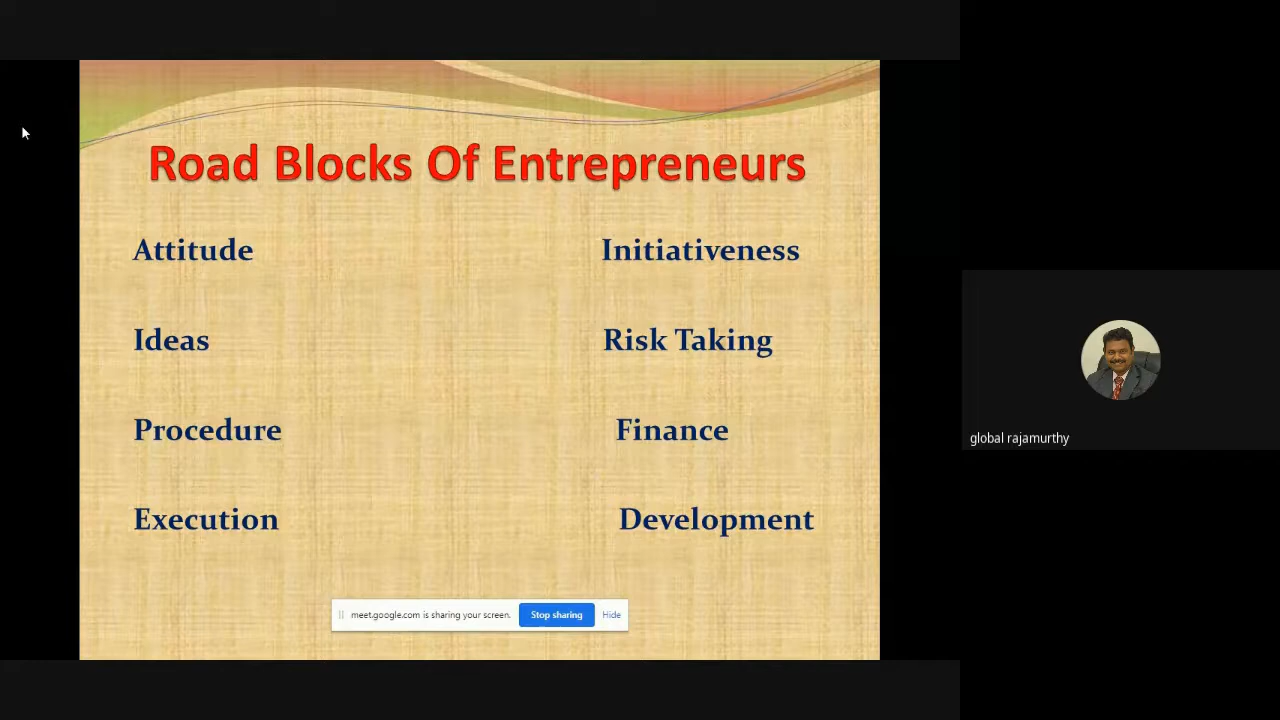 Road Blocks Of Entrepreneurs
Attitude Initiativeness
Ideas Risk Taking
Procedure Finance
Execution Development
meet.google.com is sharing your screen. Stop sharing Hide
global rajamurthy